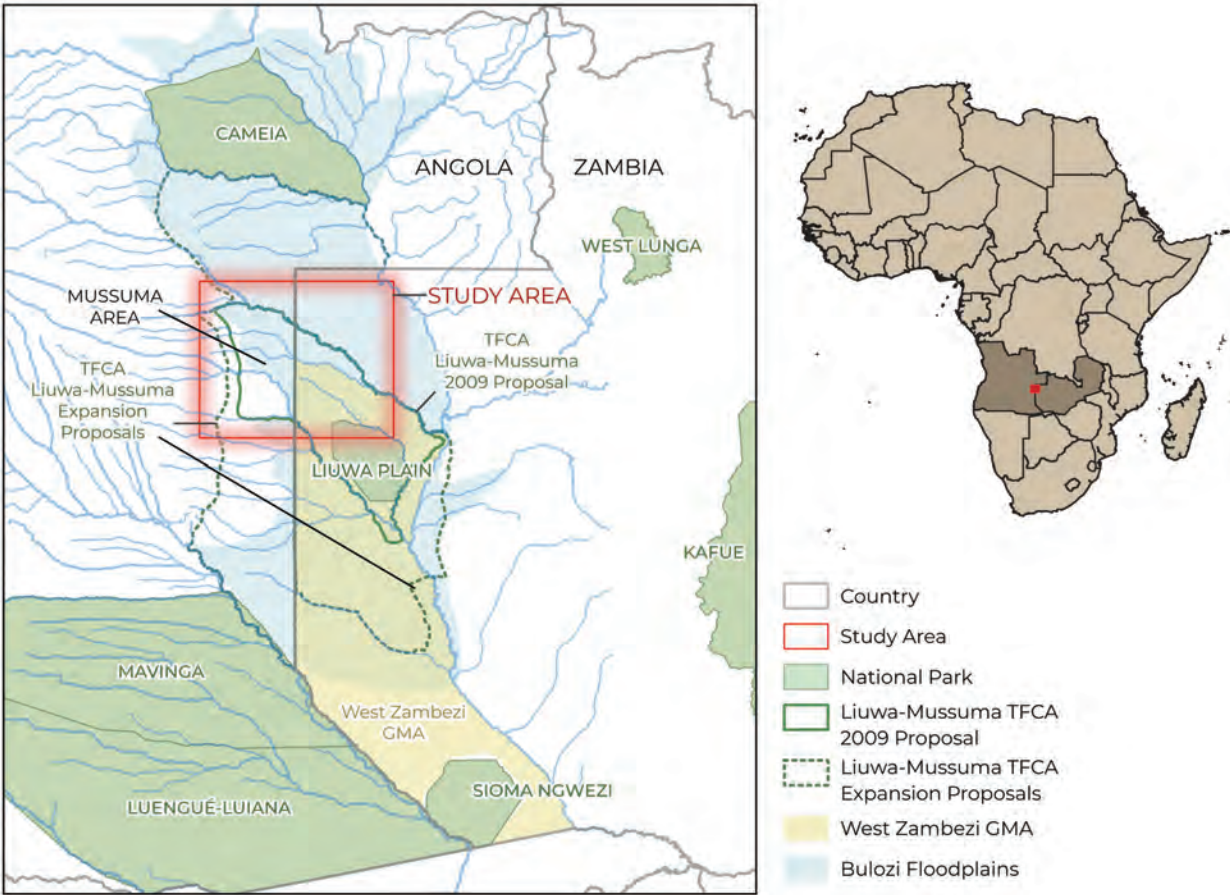 CAMEIA
ANGOLA
ZAMBIA
WEST LUNGA
MUSSUMA
AREA
STUDY AREA
TFCA
Liuwa-Mussuma
2009 Proposal
TFCA
Liuwa-Mussuma
Expansion
Proposals
LIUWA PLAIN
KAFUE
MAVINGA
West Zambezi
GMA
SIOMA NGWEZI
LUENGUÉ-LUIANA
Country
Study Area
National Park
Liuwa-Mussuma TFCA
2009 Proposal
Liuwa-Mussuma TFCA
Expansion Proposals
West Zambezi GMA
Bulozi Floodplains